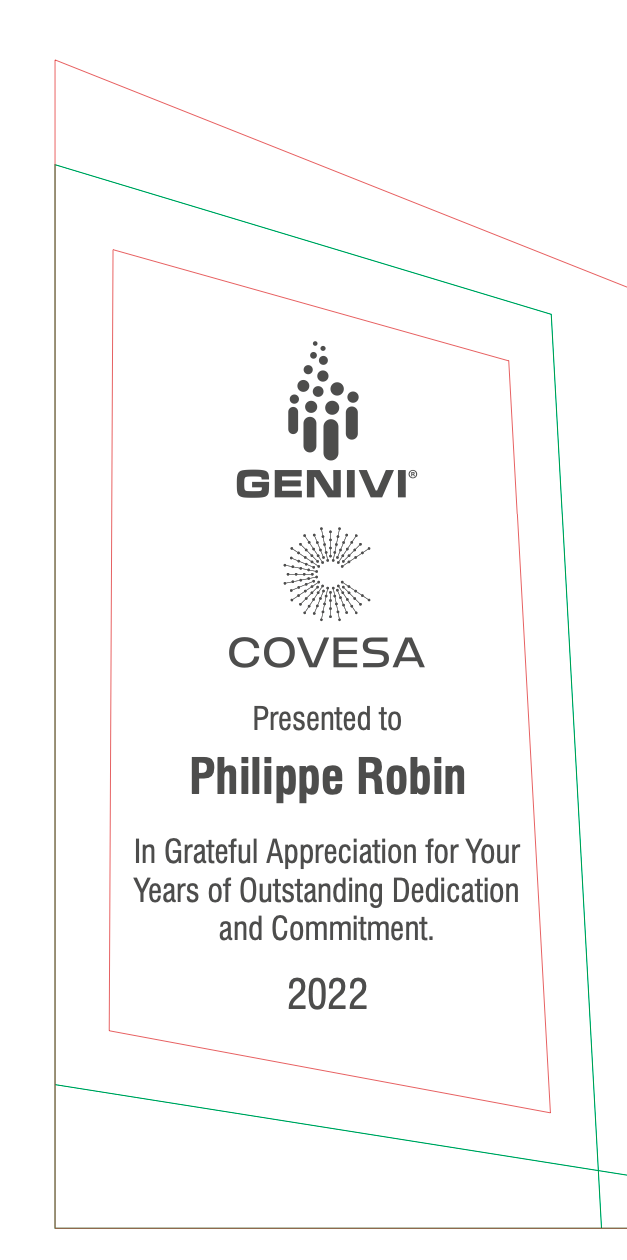 GENIVI®
COVESA
Presented to
Philippe Robin
In Grateful Appreciation for Your
Years of Outstanding Dedication
and Commitment.
2022